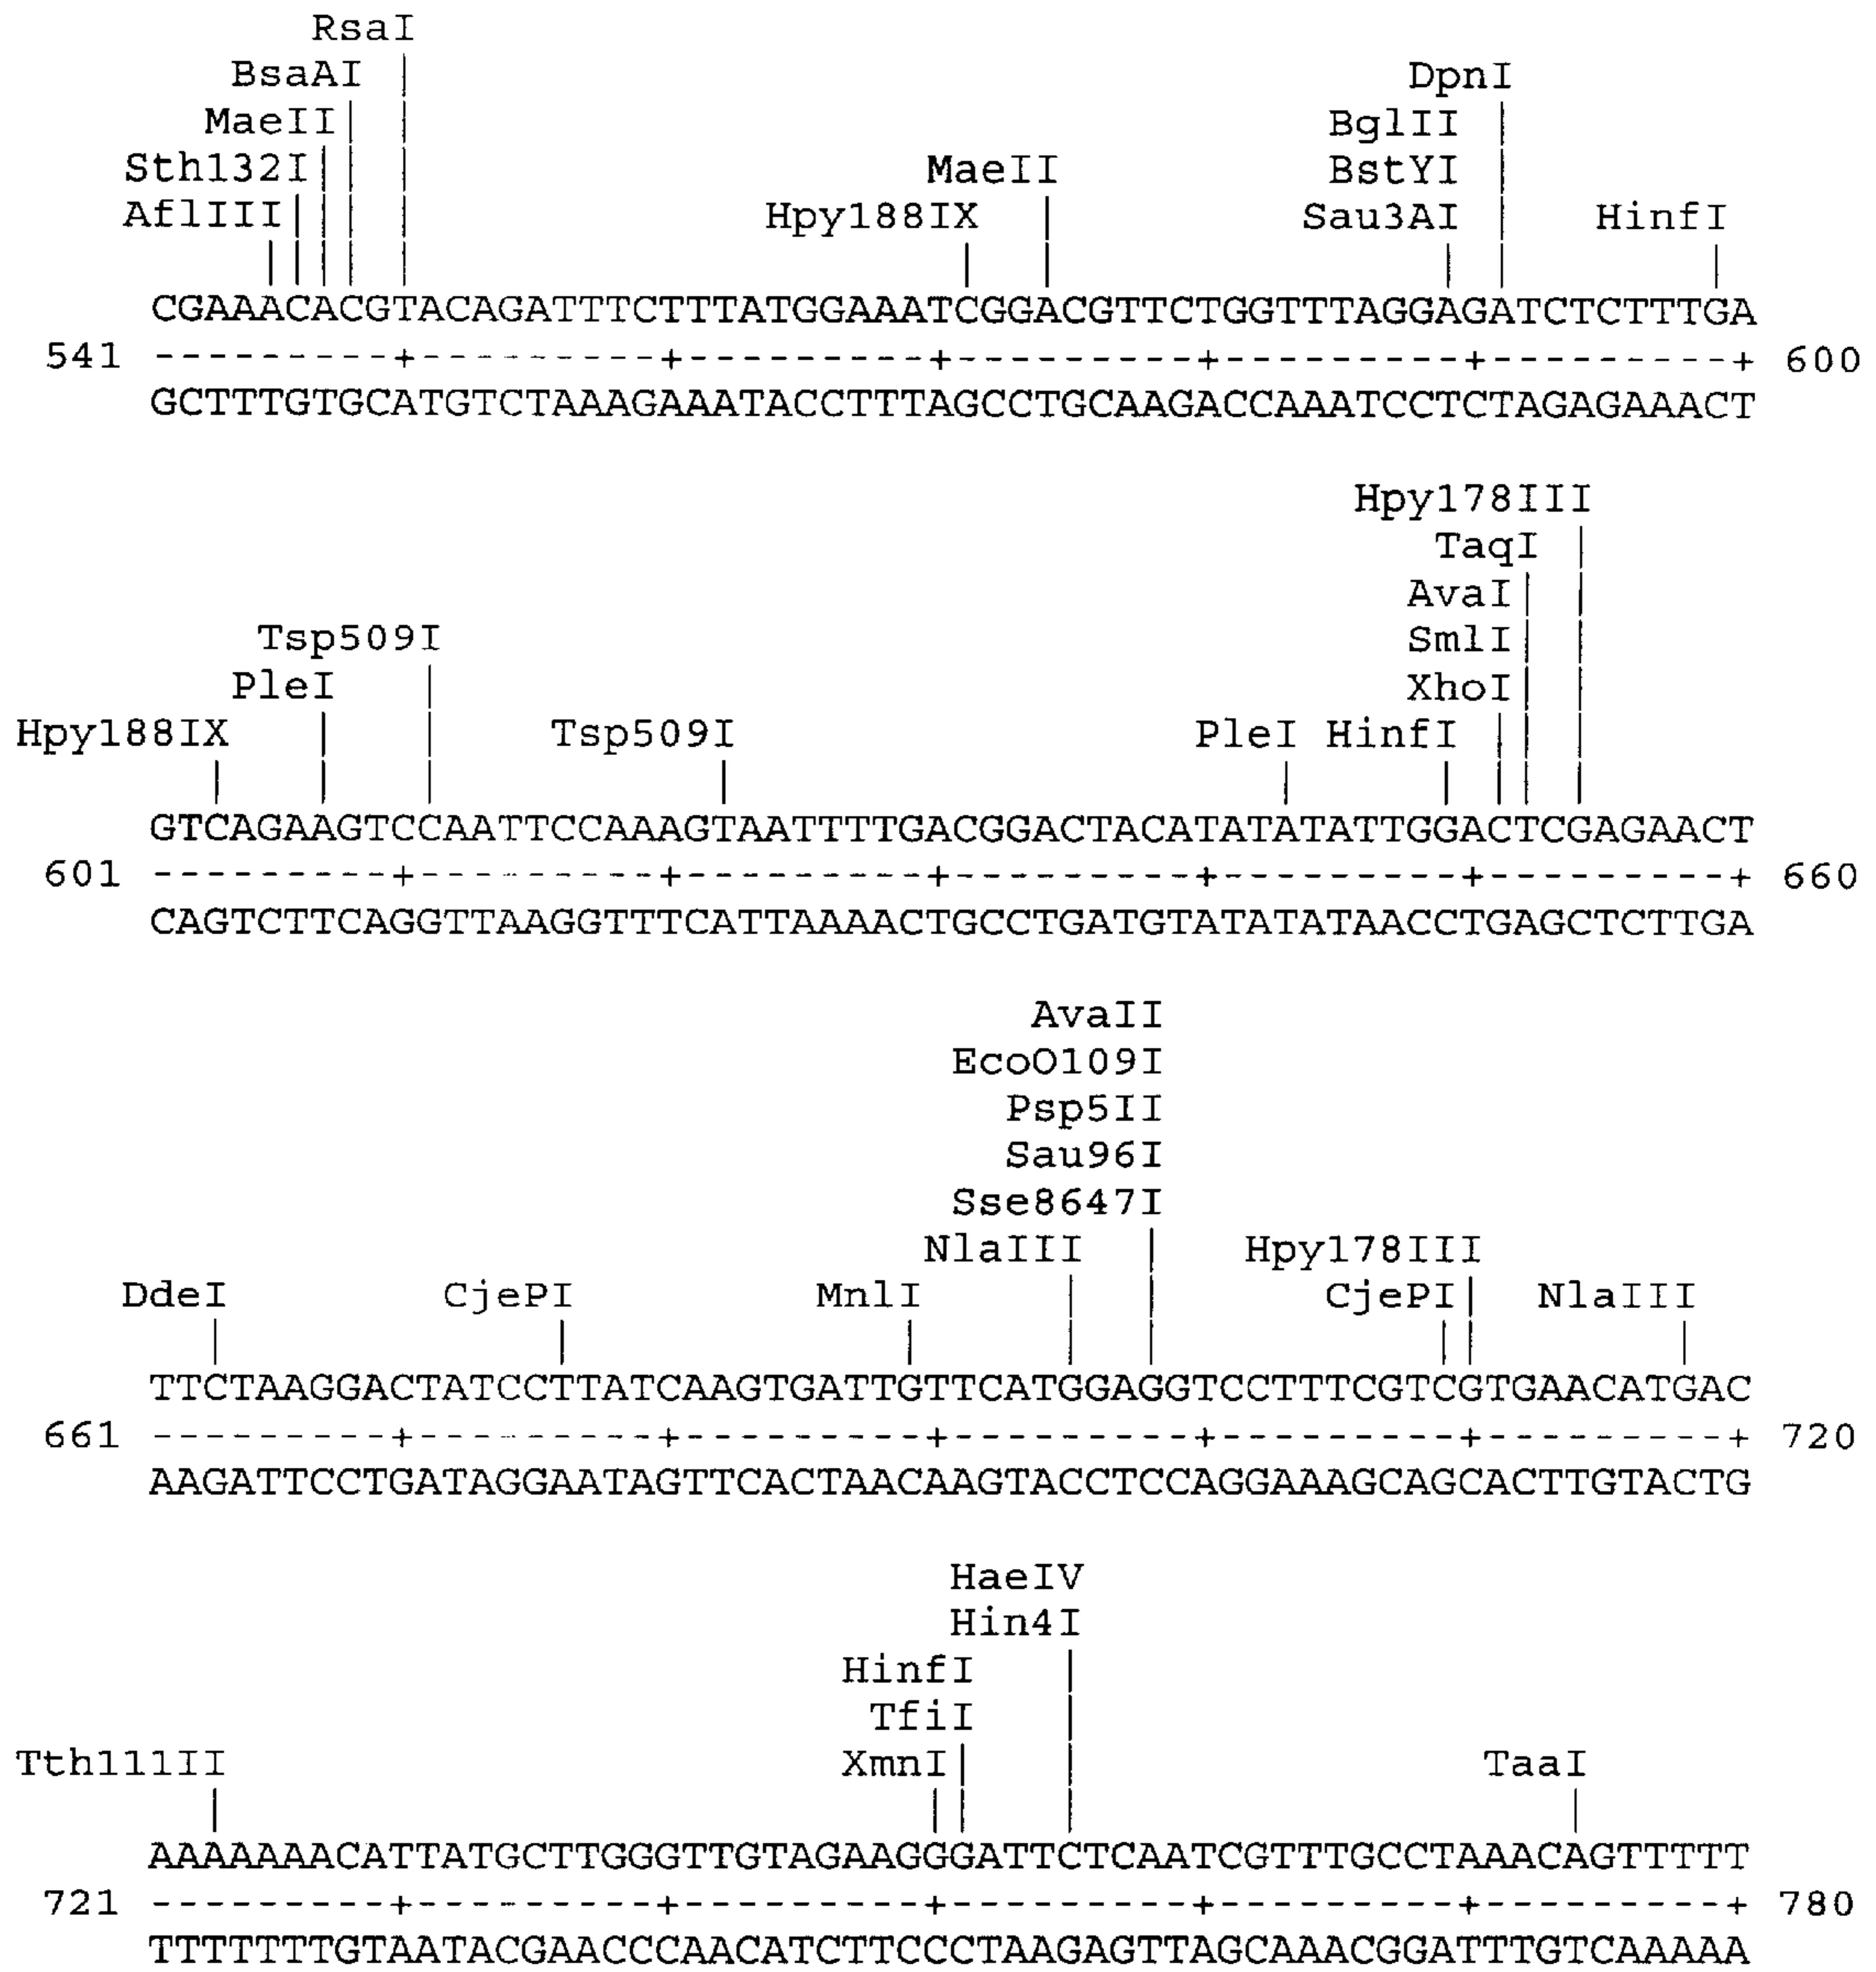 RsaI
BsaAI
DpnI
MaeII
BglII
Sth132I
MaeII
BstYI
AflIII
Hpy188IX
Sau3AI
HinfI
CGAAACACGTACAGATTTCTTTATGGAAATCGGACGTTCTGGTTTAGGAGATCTCTTTGA
541 ---------+---------+---------+---------+---------+---------+ 600
GCTTTGTGCATGTCTAAAGAAATACCTTTAGCCTGCAAGACCAAATCCTCTAGAGAAACT
Hpy178III
TaqI
AvaI
Tsp509I
SmlI
PleI
XhoI
Hpy188IX
Tsp509I
PleI HinfI
GTCAGAAGTCCAATTCCAAAGTAATTTTGACGGACTACATATATATTGGACTCGAGAACT
601 ---------+---------+---------+---------+---------+---------+ 660
CAGTCTTCAGGTTAAGGTTTCATTAAAACTGCCTGATGTATATATAACCTGAGCTCTTGA
AvaII
EcoO109I
Psp5II
Sau96I
Sse8647I
NlaIII
Hpy178III
DdeI
CjePI
MnlI
CjePI
NlaIII
TTCTAAGGACTATCCTTATCAAGTGATTGTTCATGGAGGTCCTTTCGTCGTGAACATGAC
661 ---------+---------+---------+---------+---------+---------+ 720
AAGATTCCTGATAGGAATAGTTCACTAACAAGTACCTCCAGGAAAGCAGCACTTGTACTG
HaeIV
Hin4I
HinfI
TfiI
Tth111II
XmnI
TaaI
AAAAAAACATTATGCTTGGGTTGTAGAAGGGATTCTCAATCGTTTGCCTAAACAGTTTTT
721 ---------+---------+---------+---------+---------+---------+ 780
TTTTTTTGTAATACGAACCCAACATCTTCCCTAAGAGTTAGCAAACGGATTTGTCAAAAA